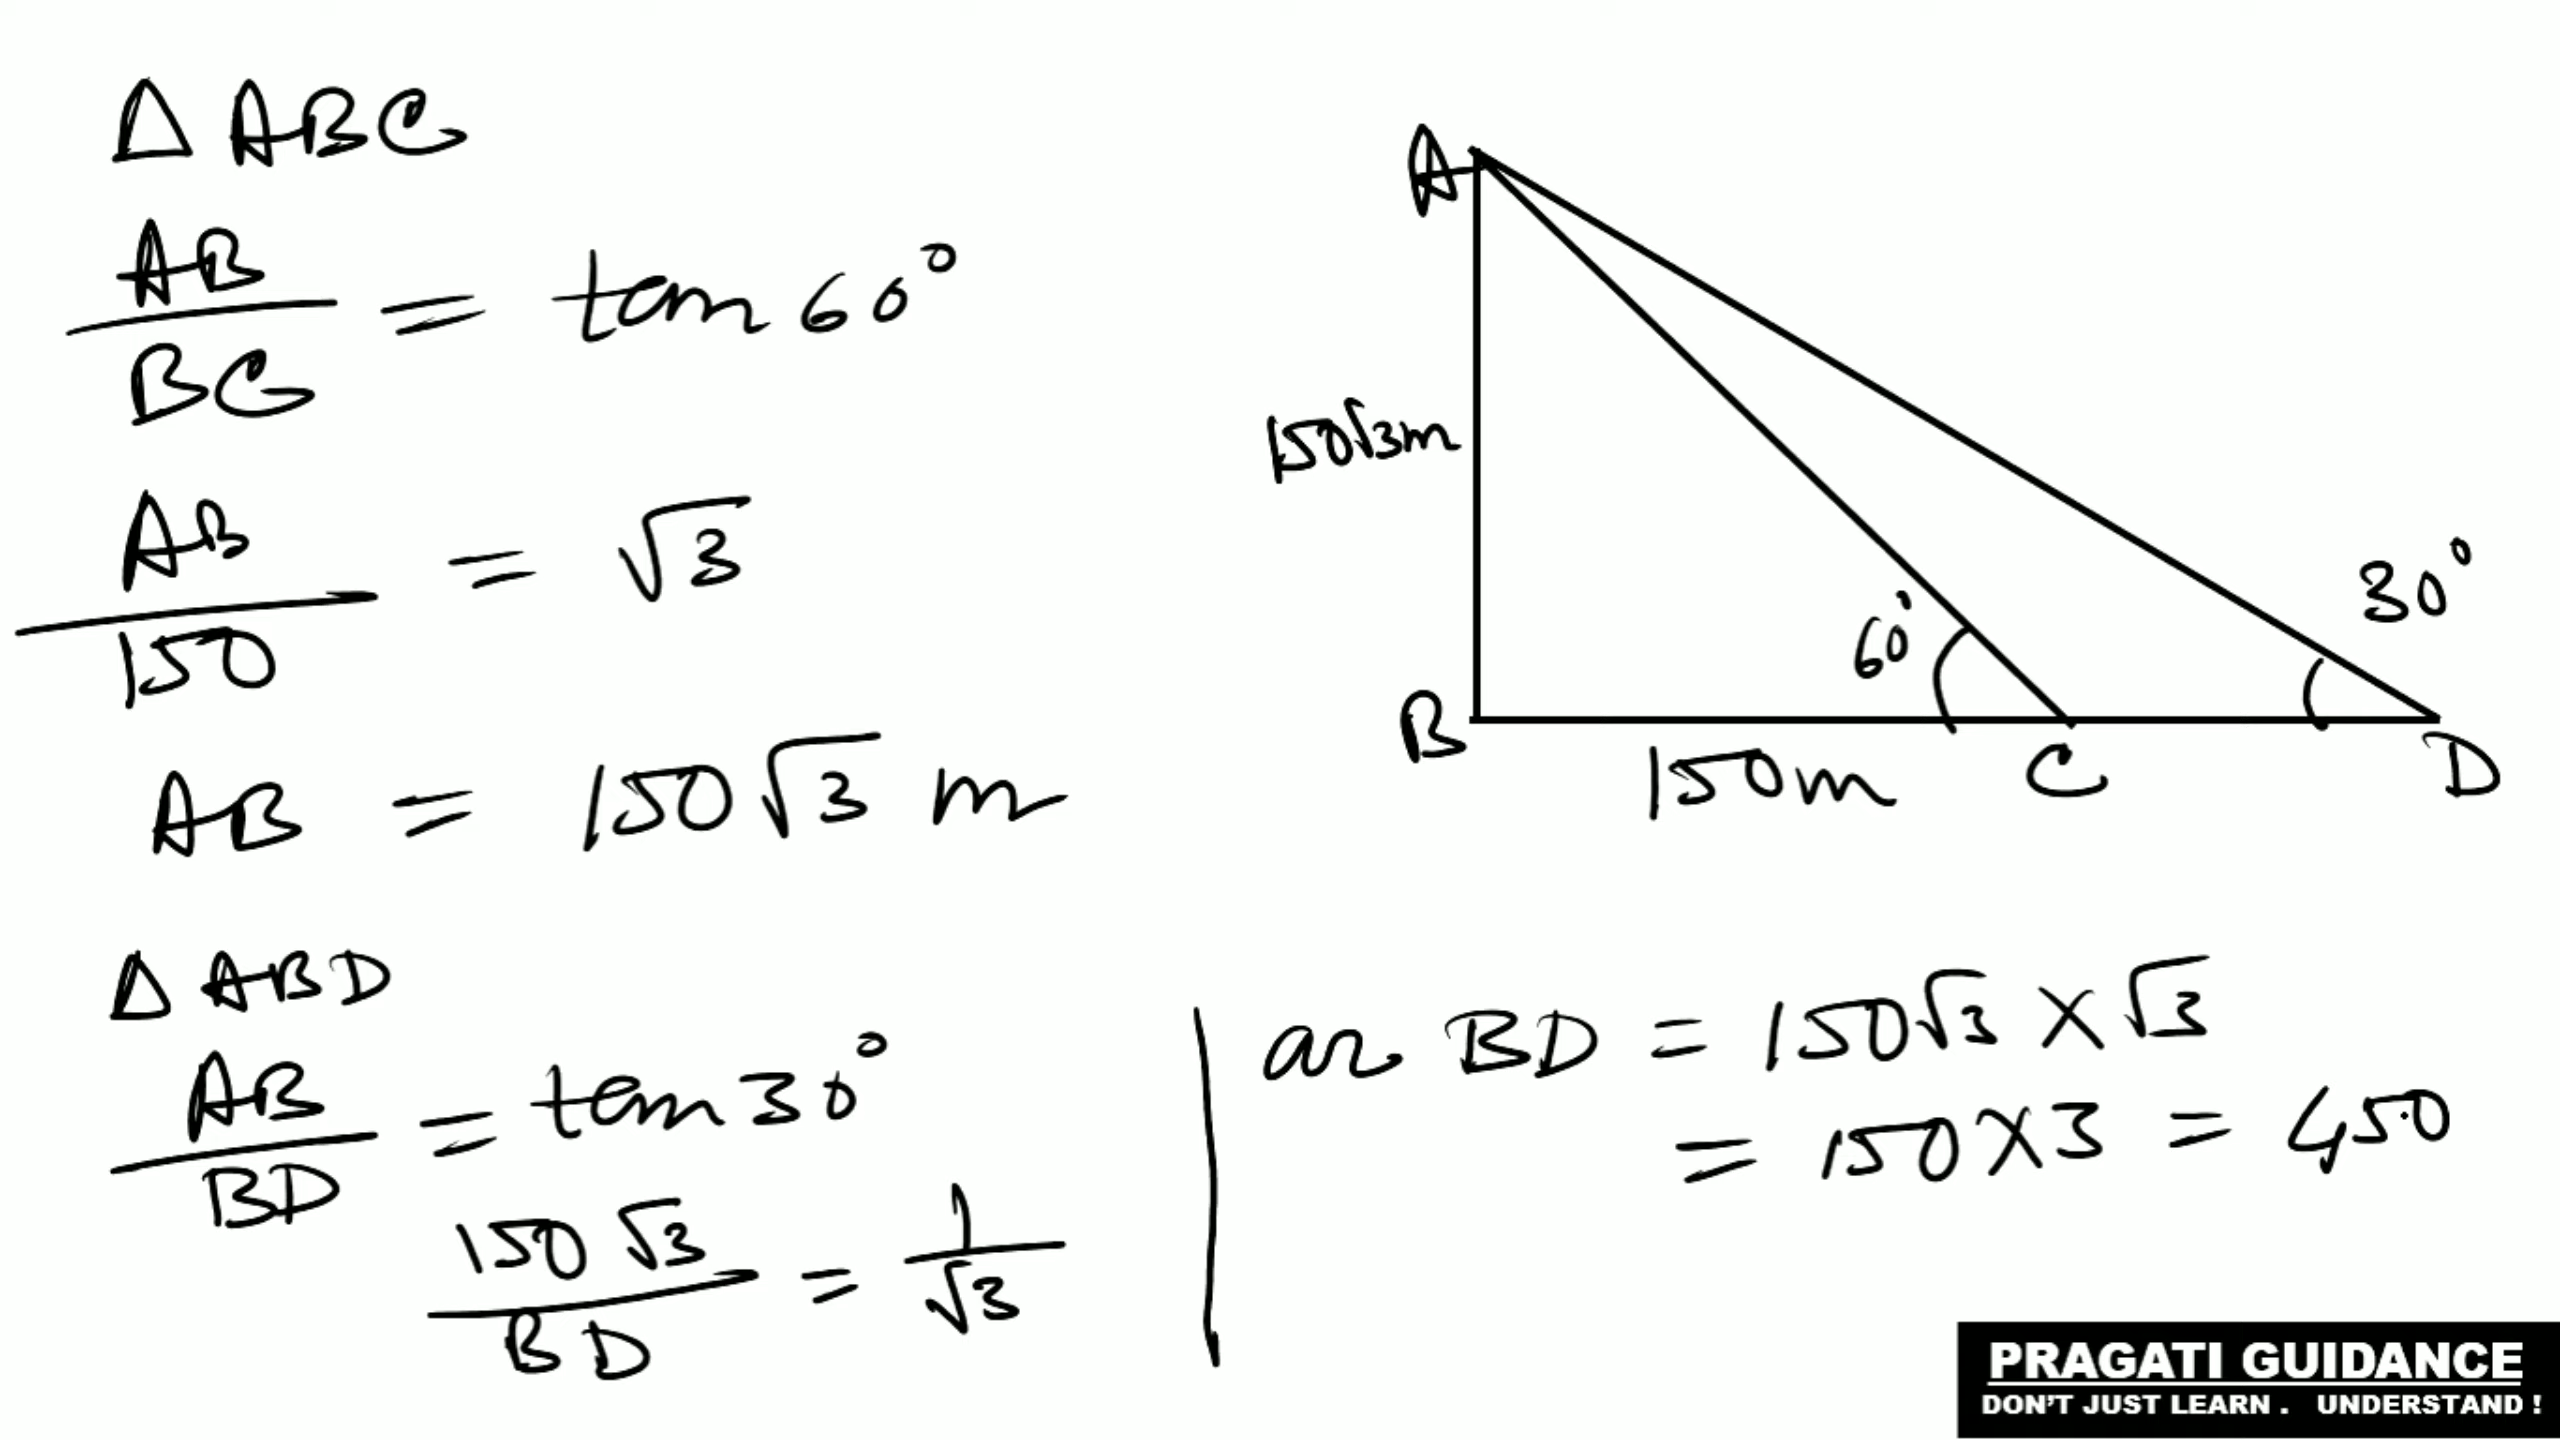 △ ABC
AB/BC = tan 60°
AB/150 = √3
AB = 150√3 m
△ ABD
AB/BD = tan 30°
150√3/BD = 1/√3
or BD = 150√3 × √3
= 150 × 3 = 450
A
150√3m
60°
30°
B
150m
C
D
PRAGATI GUIDANCE
DON'T JUST LEARN. UNDERSTAND!